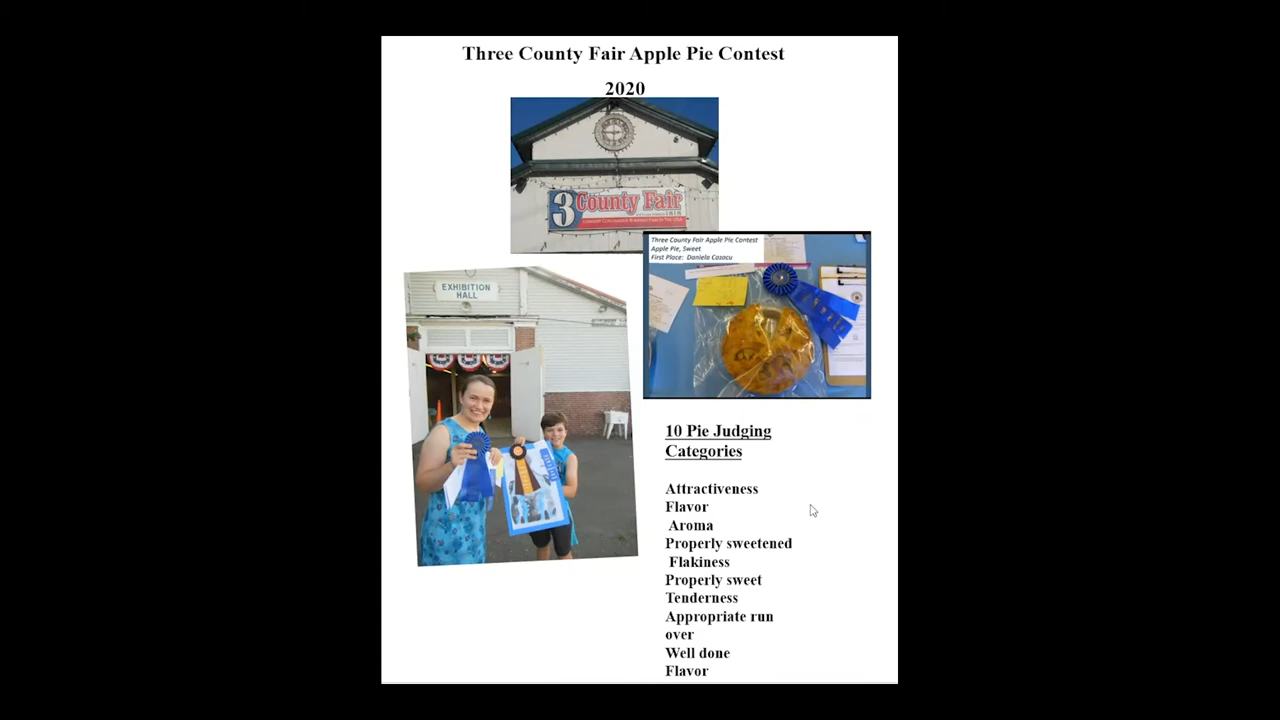 Three County Fair Apple Pie Contest
2020
3 County Fair
1818
Three County Fair Apple Pie Contest
Apple Pie, Sweet
First Place: Daniela Cazacu
EXHIBITION
HALL
10 Pie Judging
Categories
Attractiveness
Flavor
Aroma
Properly sweetened
Flakiness
Properly sweet
Tenderness
Appropriate run
over
Well done
Flavor